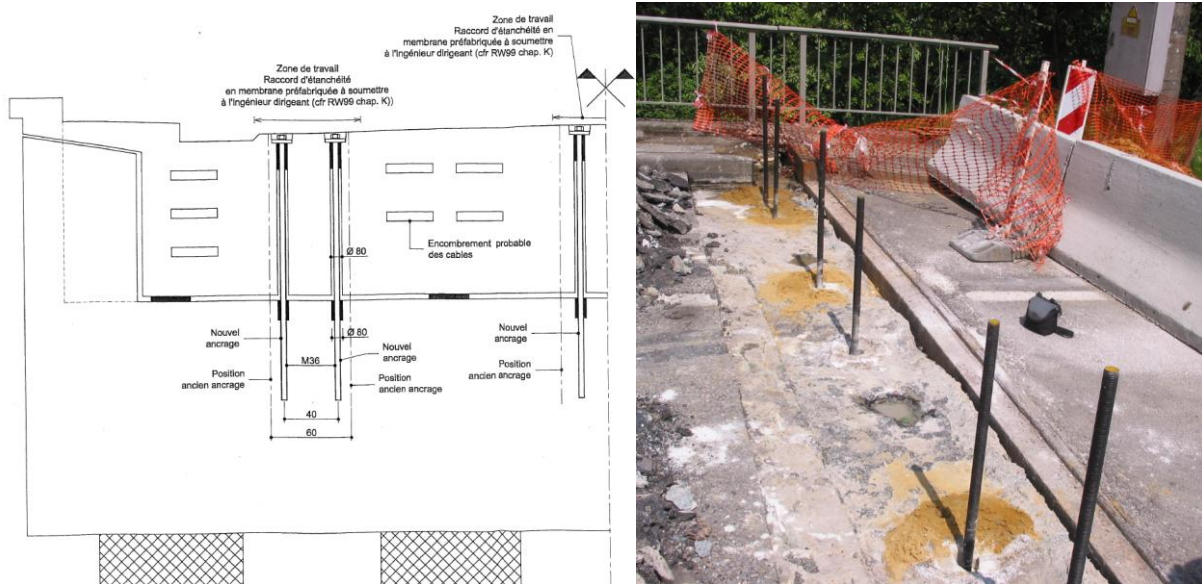 Zone de travail
Raccord d'étanchéité en
membrane préfabriquée à soumettre
à l'ingénieur dirigeant (cfr RW99 chap. K)
Zone de travail
Raccord d'étanchéité
en membrane préfabriquée à soumettre
à l'ingénieur dirigeant (cfr RW99 chap. K))
Ø 80
Encombrement probable
des cables
Nouvel
ancrage
Ø 80
Nouvel
ancrage
Nouvel
ancrage
M36
Position
ancien ancrage
Position
ancien ancrage
Position
ancien ancrage
40
60